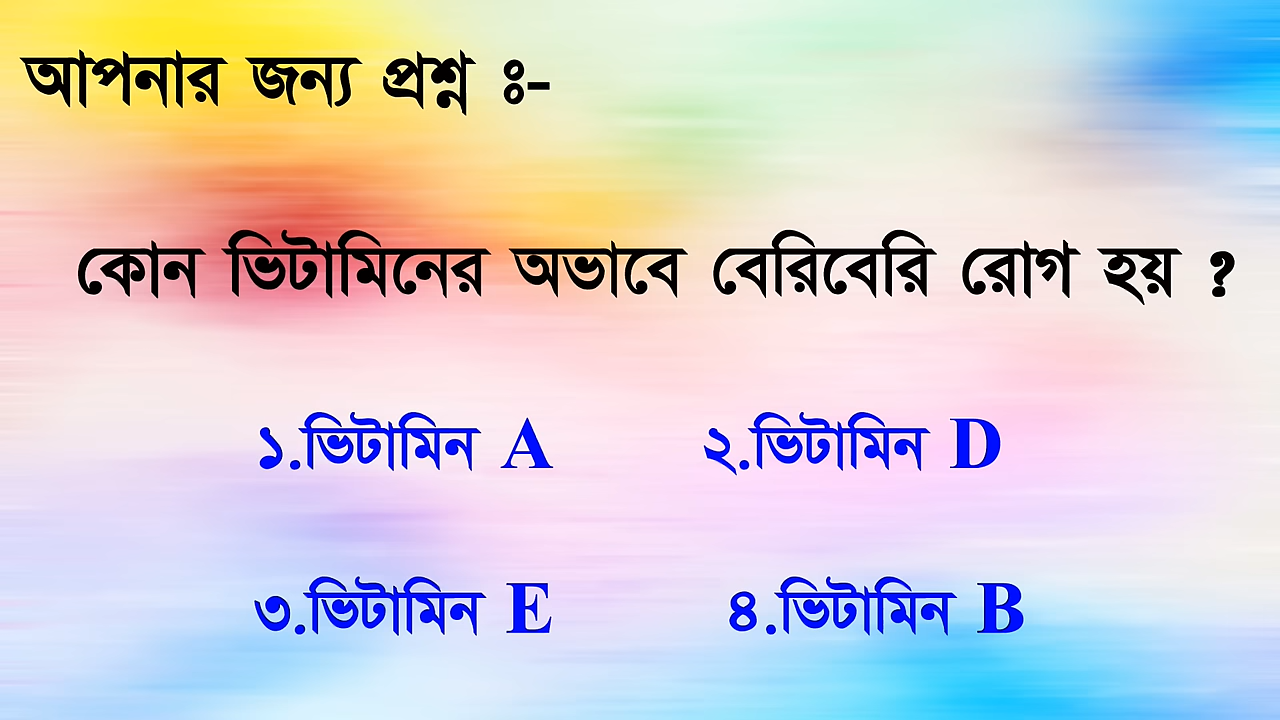 আপনার জন্য প্রশ্ন ঃ-
কোন ভিটামিনের অভাবে বেরিবেরি রোগ হয় ?
১.ভিটামিন A ২.ভিটামিন D
৩.ভিটামিন E ৪.ভিটামিন B